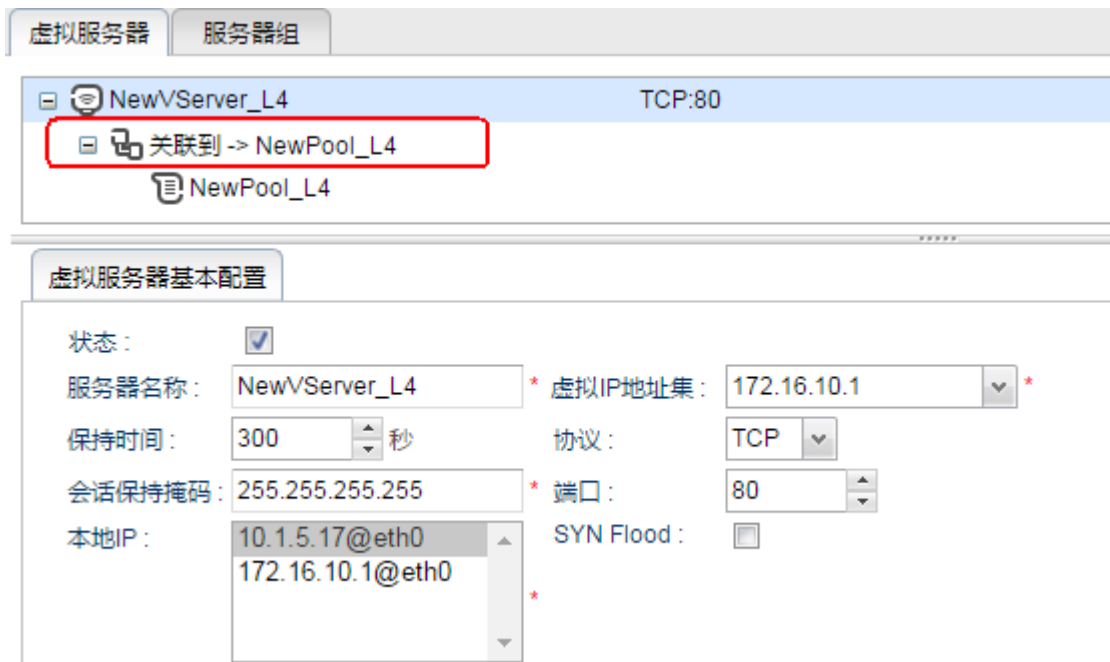 虚拟服务器 服务器组
NewVServer_L4 TCP:80
关联到 -> NewPool_L4
NewPool_L4
虚拟服务器基本配置
状态 :
服务器名称 : NewVServer_L4 * 虚拟IP地址集 : 172.16.10.1 *
保持时间 : 300 秒 协议 : TCP
会话保持掩码 : 255.255.255.255 * 端口 : 80
本地IP : 10.1.5.17@eth0 SYN Flood :
172.16.10.1@eth0
*